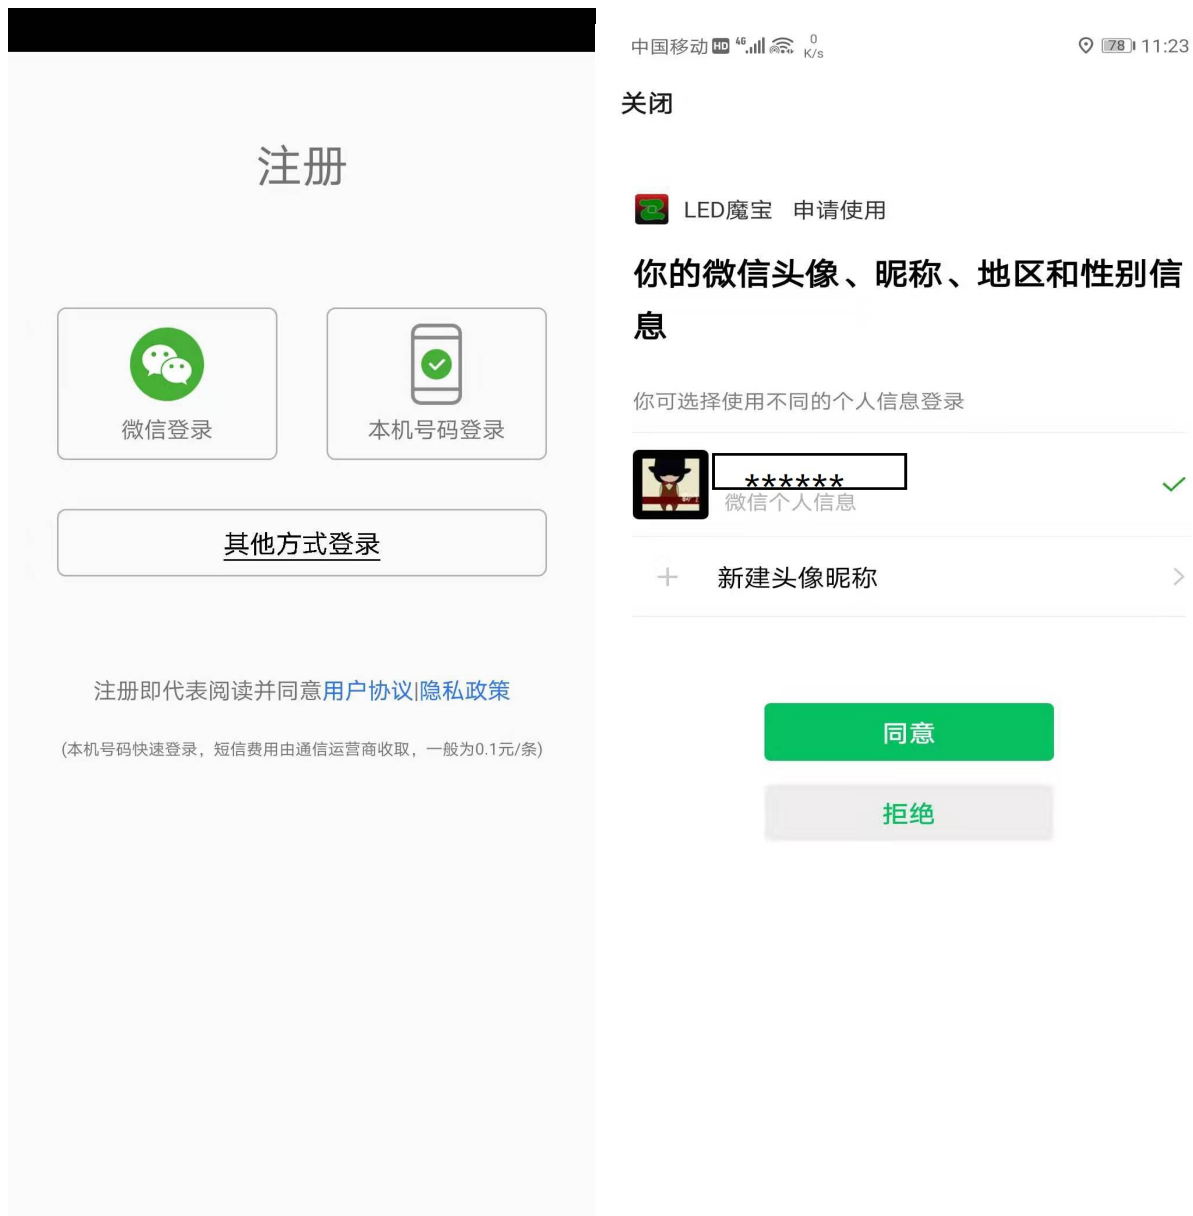 注册
微信登录
本机号码登录
其他方式登录
注册即代表阅读并同意用户协议|隐私政策
(本机号码快速登录，短信费用由通信运营商收取，一般为0.1元/条)
中国移动 HD 4G 0 K/s 78 11:23
关闭
LED魔宝 申请使用
你的微信头像、昵称、地区和性别信
息
你可选择使用不同的个人信息登录
******
微信个人信息
新建头像昵称
同意
拒绝